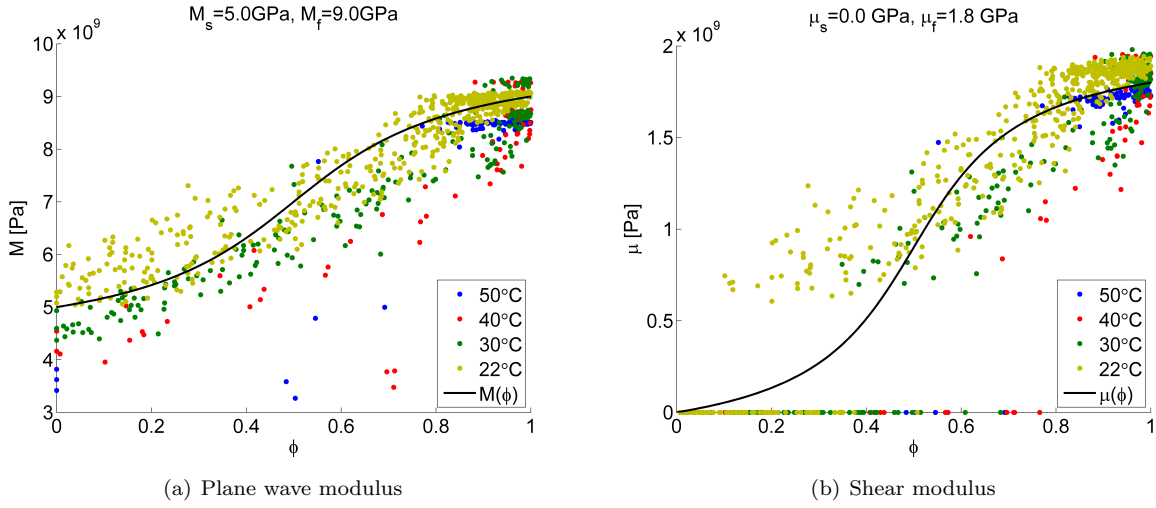 M_s=5.0GPa, M_f=9.0GPa
x 10^9
10
9
8
7
6
5
4
3
M [Pa]
0
0.2
0.4
0.6
0.8
1
ϕ
50°C
40°C
30°C
22°C
M(ϕ)
(a) Plane wave modulus
μ_s=0.0 GPa, μ_f=1.8 GPa
x 10^9
2
1.5
1
0.5
0
μ [Pa]
0
0.2
0.4
0.6
0.8
1
ϕ
50°C
40°C
30°C
22°C
μ(ϕ)
(b) Shear modulus